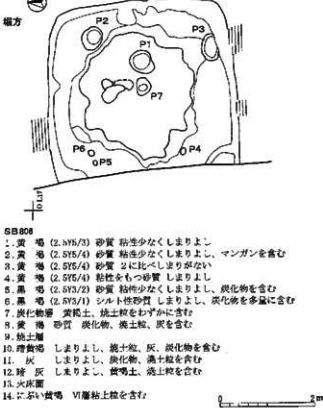 堀方
P2
P3
P1
P7
P6
P5
P4
SB806
1. 黄 褐 (2.5Y5/3) 砂質 粘性少なくしまりよし
2. 黄 褐 (2.5Y5/4) 砂質 粘性少なくしまりよし、マンガンを含む
3. 黄 褐 (2.5Y5/4) 砂質 2に比べしまりがない
4. 黄 褐 (2.5Y5/4) 粘性をもつ砂質 しまりよし
5. 黒 褐 (2.5Y3/2) 砂質 粘性少なくしまりよし、炭化物を含む
6. 黒 褐 (2.5Y3/1) シルト性砂質 しまりよし、炭化物を多量に含む
7. 炭化物層 黄褐土、焼土粒をわずかに含む
8. 黄 褐 砂質 炭化物、焼土粒、灰を含む
9. 焼土層
10. 暗黄褐 しまりよし、焼土粒、灰、炭化物を含む
11. 灰 しまりよし、炭化物、焼土粒を含む
12. 暗 灰 しまりよし、黄褐土、焼土粒を含む
13. 火床面
14. にぶい黄褐 VI層粘土粒を含む
0 2m